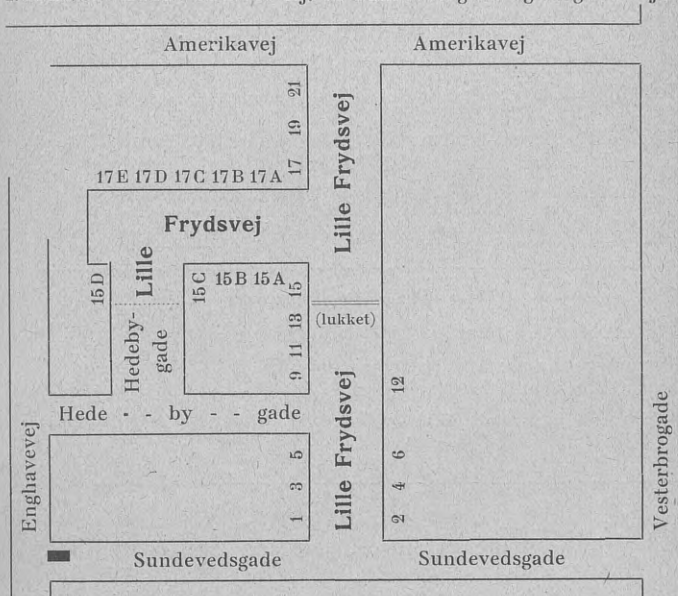 Amerikavej
Amerikavej
21
19
17
17E 17D 17C 17B 17A
Lille Frydsvej
Frydsvej
Lille
15D
15C 15B 15A
15
13
11
9
(lukket)
Hedeby-
gade
12
Hede - - by - - gade
Lille Frydsvej
Enghavevej
5
3
1
6
4
2
Vesterbrogade
Sundevedsgade
Sundevedsgade